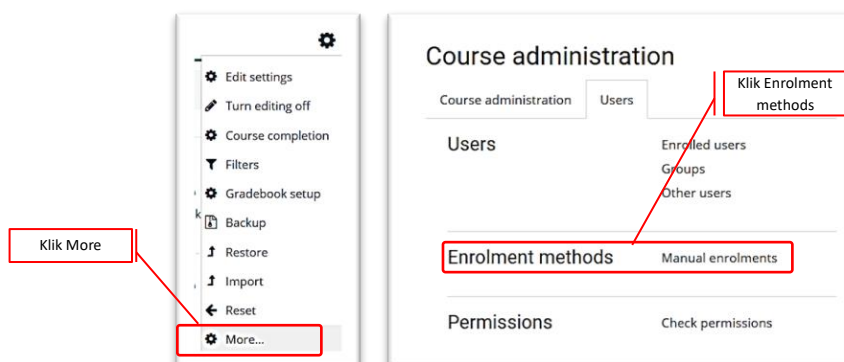 Edit settings
Turn editing off
Course completion
Filters
Gradebook setup
k
Backup
Restore
Import
Reset
More...
Klik More
Course administration
Klik Enrolment
methods
Course administration Users
Users Enrolled users
Groups
Other users
Enrolment methods Manual enrolments
Permissions Check permissions